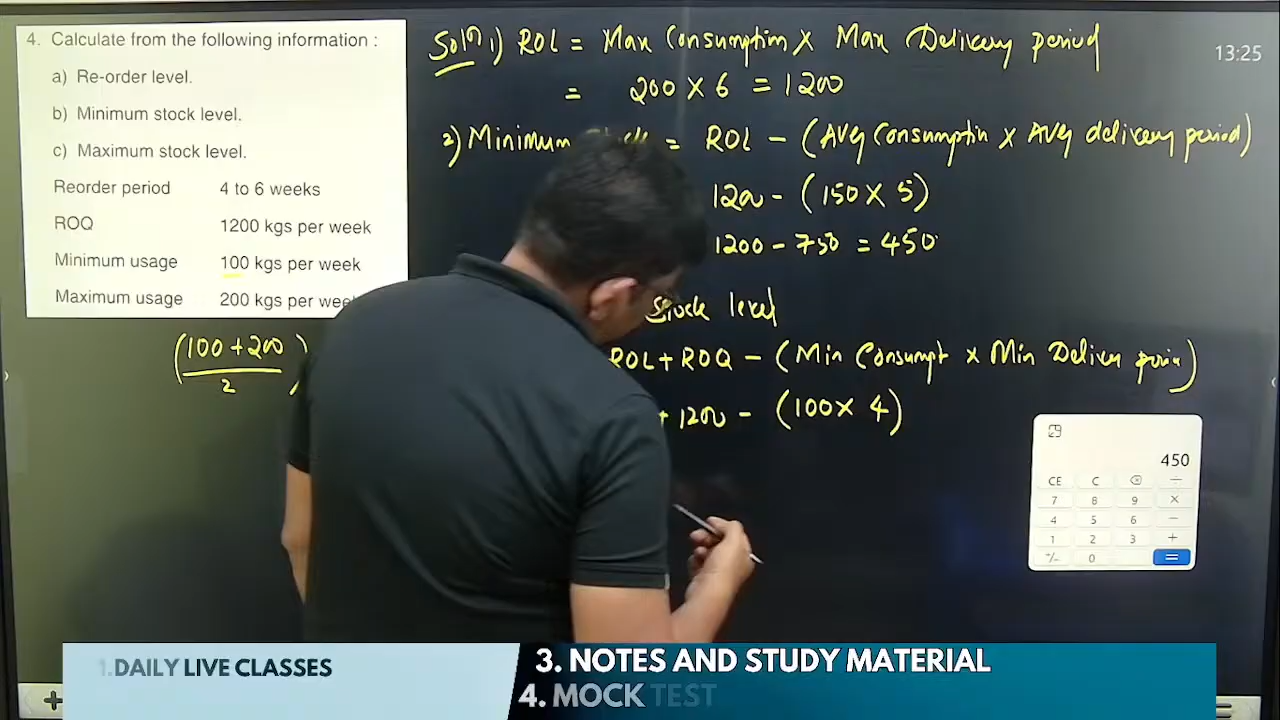 4. Calculate from the following information :
a) Re-order level.
b) Minimum stock level.
c) Maximum stock level.
Reorder period 4 to 6 weeks
ROQ 1200 kgs per week
Minimum usage 100 kgs per week
Maximum usage 200 kgs per
(100 + 200)
2
Soln 1) ROL = Max Consumption X Max Delivery period
= 200 X 6 = 1200
2) Minimum = ROL - (AVg Consumptin x AVg delivery period)
1200 - (150 X 5)
1200 - 750 = 450
Stock level
ROL + ROQ - (Min Consumpt x Min Deliver)
+ 1200 - (100 X 4)
13:25
450
CE C
7 8 9 ×
4 5 6 −
1 2 3 +
+/- 0 =
1.DAILY LIVE CLASSES
3. NOTES AND STUDY MATERIAL
4. MOCK TEST